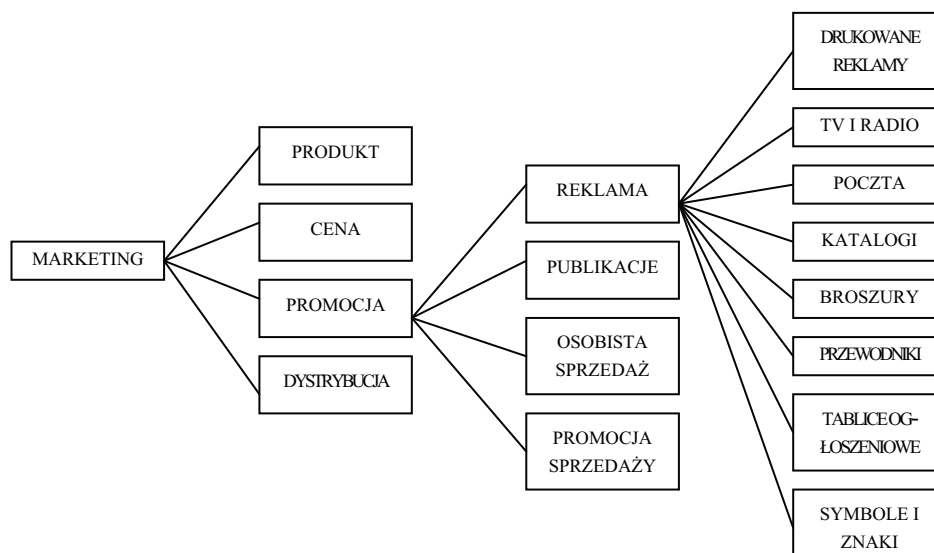 MARKETING
PRODUKT
CENA
PROMOCJA
DYSTRYBUCJA
REKLAMA
PUBLIKACJE
OSOBISTA
SPRZEDAŻ
PROMOCJA
SPRZEDAŻY
DRUKOWANE
REKLAMY
TV I RADIO
POCZTA
KATALOGI
BROSZURY
PRZEWODNIKI
TABLICE OG-
ŁOSZENIOWE
SYMBOLE I
ZNAKI